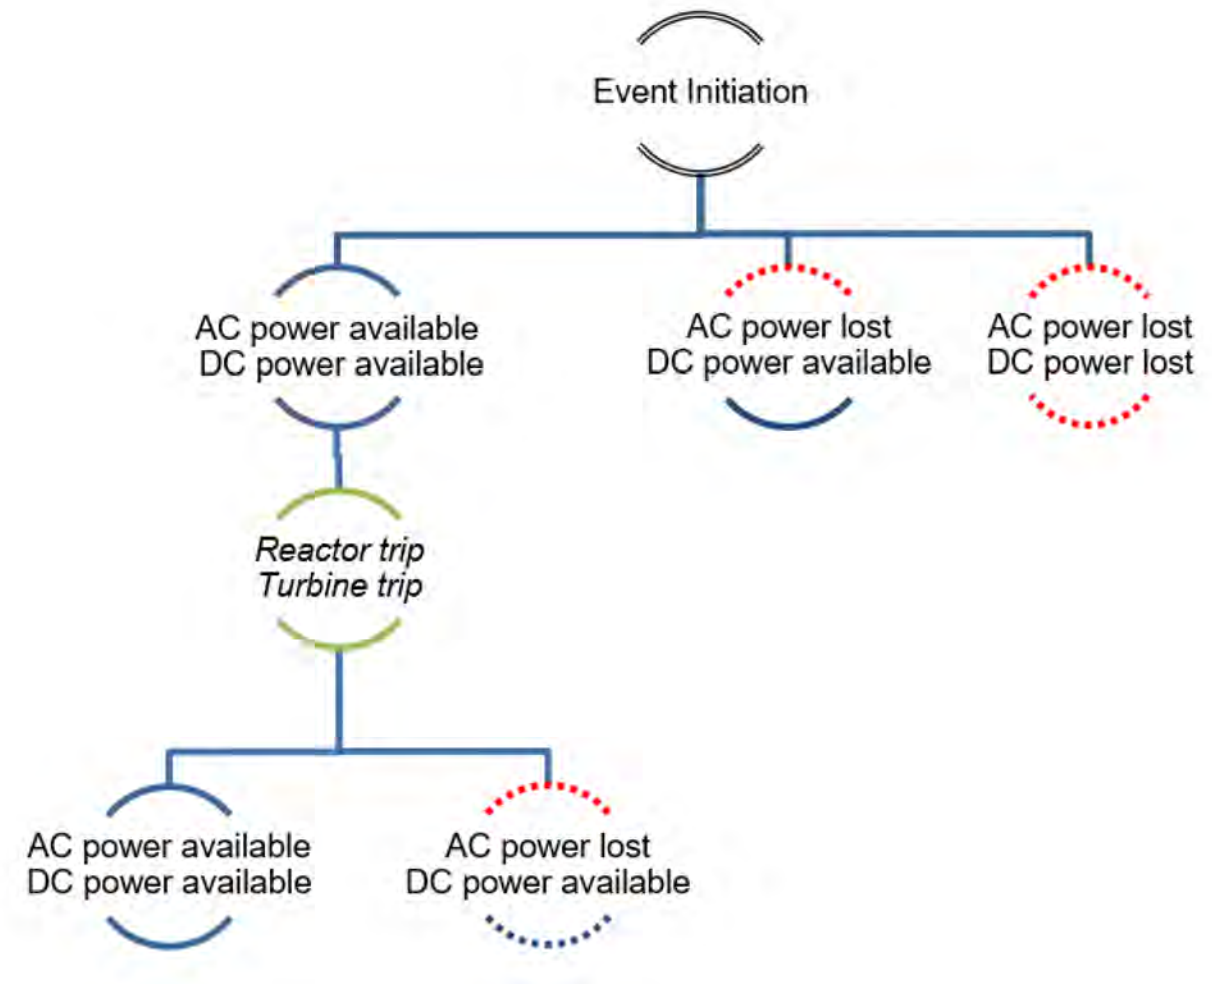 Event Initiation
AC power available
DC power available
AC power lost
DC power available
AC power lost
DC power lost
Reactor trip
Turbine trip
AC power available
DC power available
AC power lost
DC power available